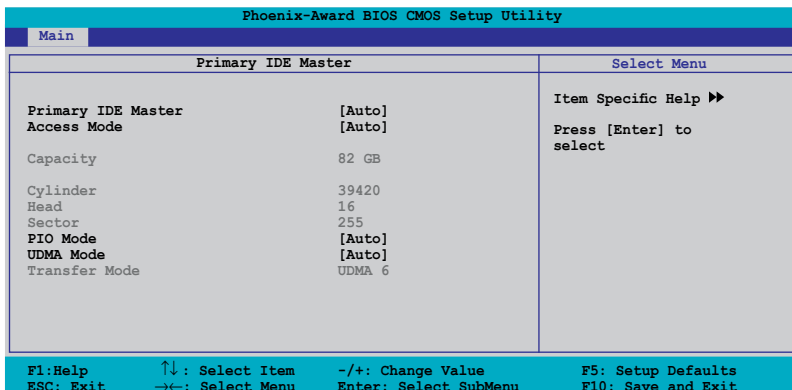 Phoenix-Award BIOS CMOS Setup Utility
Main
Primary IDE Master
Select Menu
Item Specific Help ▶▶
Primary IDE Master [Auto]
Access Mode [Auto]
Press [Enter] to
select
Capacity 82 GB
Cylinder 39420
Head 16
Sector 255
PIO Mode [Auto]
UDMA Mode [Auto]
Transfer Mode UDMA 6
F1:Help ↑↓ : Select Item -/+: Change Value F5: Setup Defaults
ESC: Exit →←: Select Menu Enter: Select SubMenu F10: Save and Exit